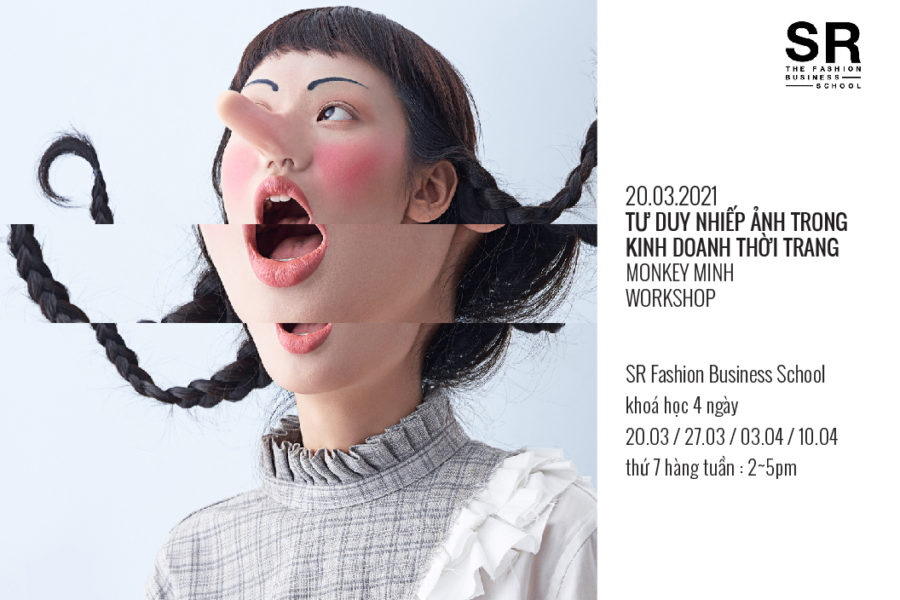 SR
THE FASHION
BUSINESS
SCHOOL
20.03.2021
TƯ DUY NHIẾP ẢNH TRONG
KINH DOANH THỜI TRANG
MONKEY MINH
WORKSHOP
SR Fashion Business School
khoá học 4 ngày
20.03 / 27.03 / 03.04 / 10.04
thứ 7 hàng tuần : 2~5pm